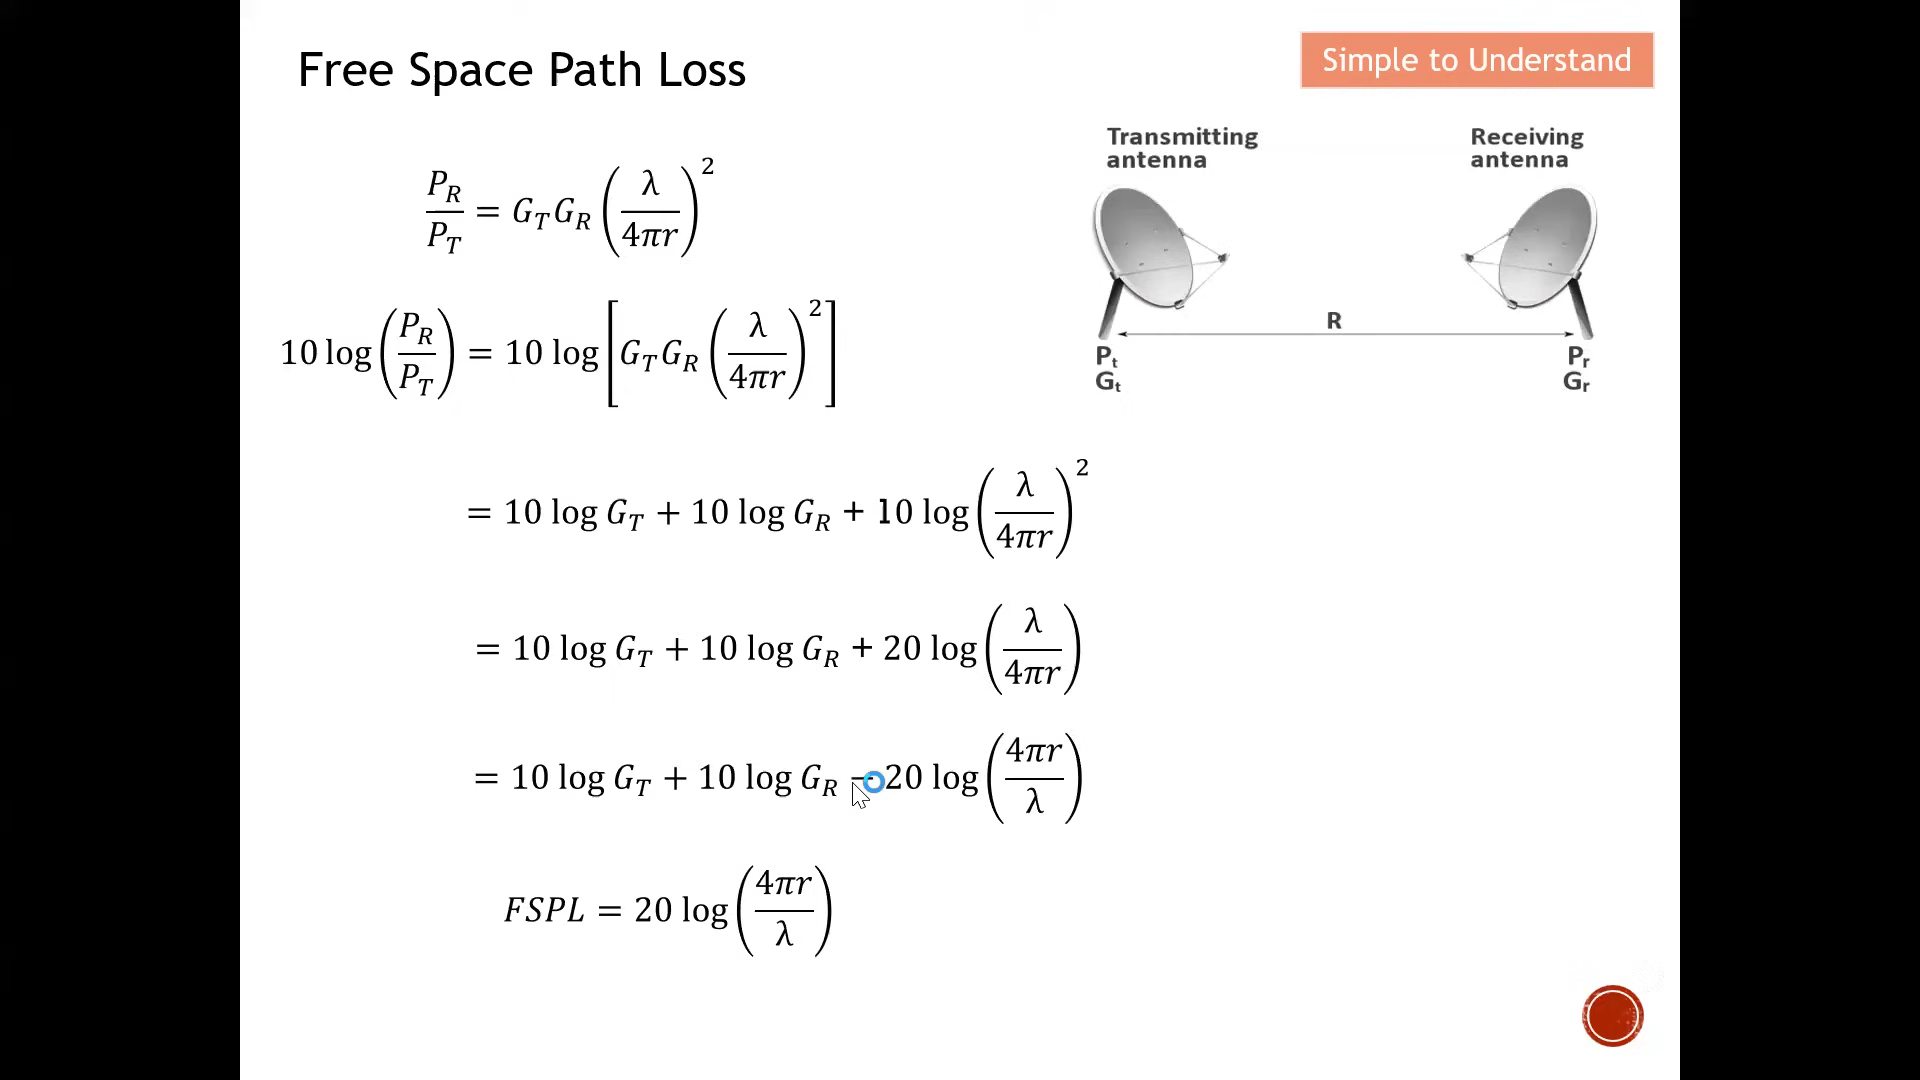 Free Space Path Loss
Simple to Understand
Transmitting antenna
Receiving antenna
R
Pₜ
Gₜ
Pᵣ
Gᵣ
P_R/P_T = G_T G_R (λ/4πr)²
10 log(P_R/P_T) = 10 log[G_T G_R (λ/4πr)²]
= 10 log G_T + 10 log G_R + 10 log(λ/4πr)²
= 10 log G_T + 10 log G_R + 20 log(λ/4πr)
= 10 log G_T + 10 log G_R − 20 log(4πr/λ)
FSPL = 20 log(4πr/λ)